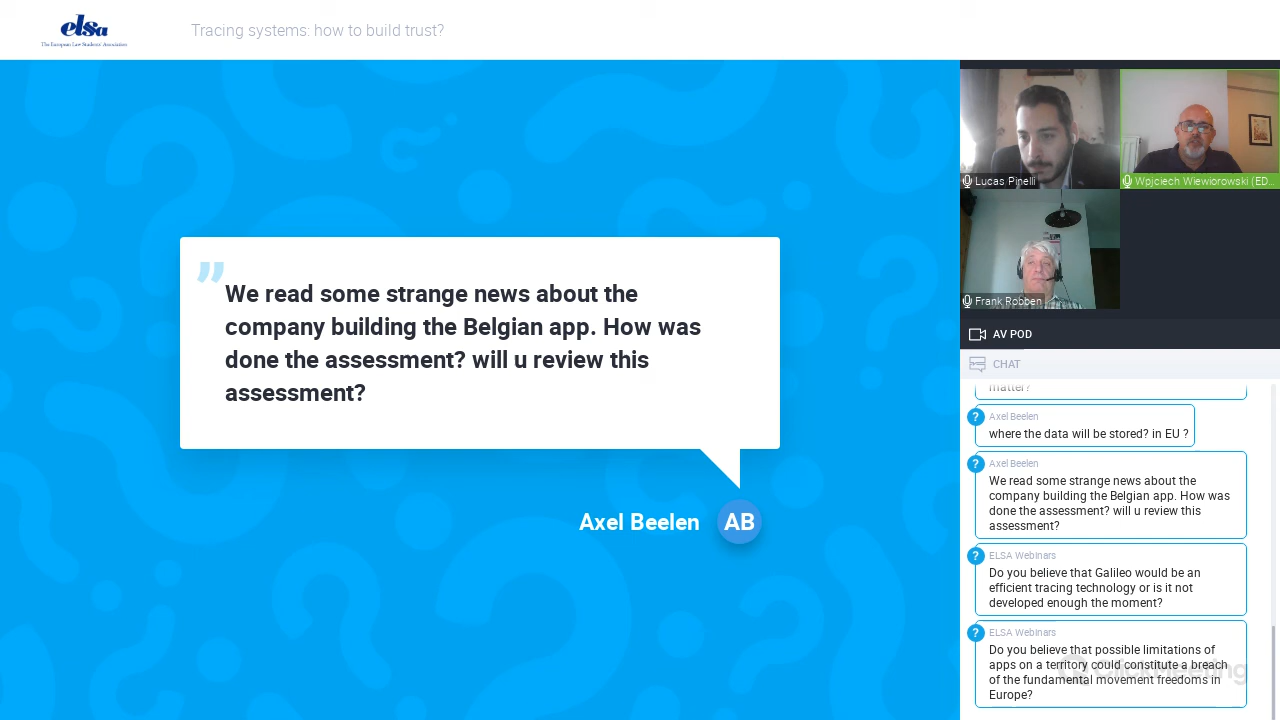 elsa
The European Law Students' Association
Tracing systems: how to build trust?
We read some strange news about the
company building the Belgian app. How was
done the assessment? will u review this
assessment?
Axel Beelen
AB
Lucas Pinelli
Wojciech Wiewiorowski (ED...
Frank Robben
AV POD
CHAT
matter?
Axel Beelen
where the data will be stored? in EU ?
Axel Beelen
We read some strange news about the
company building the Belgian app. How was
done the assessment? will u review this
assessment?
ELSA Webinars
Do you believe that Galileo would be an
efficient tracing technology or is it not
developed enough the moment?
ELSA Webinars
Do you believe that possible limitations of
apps on a territory could constitute a breach
of the fundamental movement freedoms in
Europe?
ClickMeeting